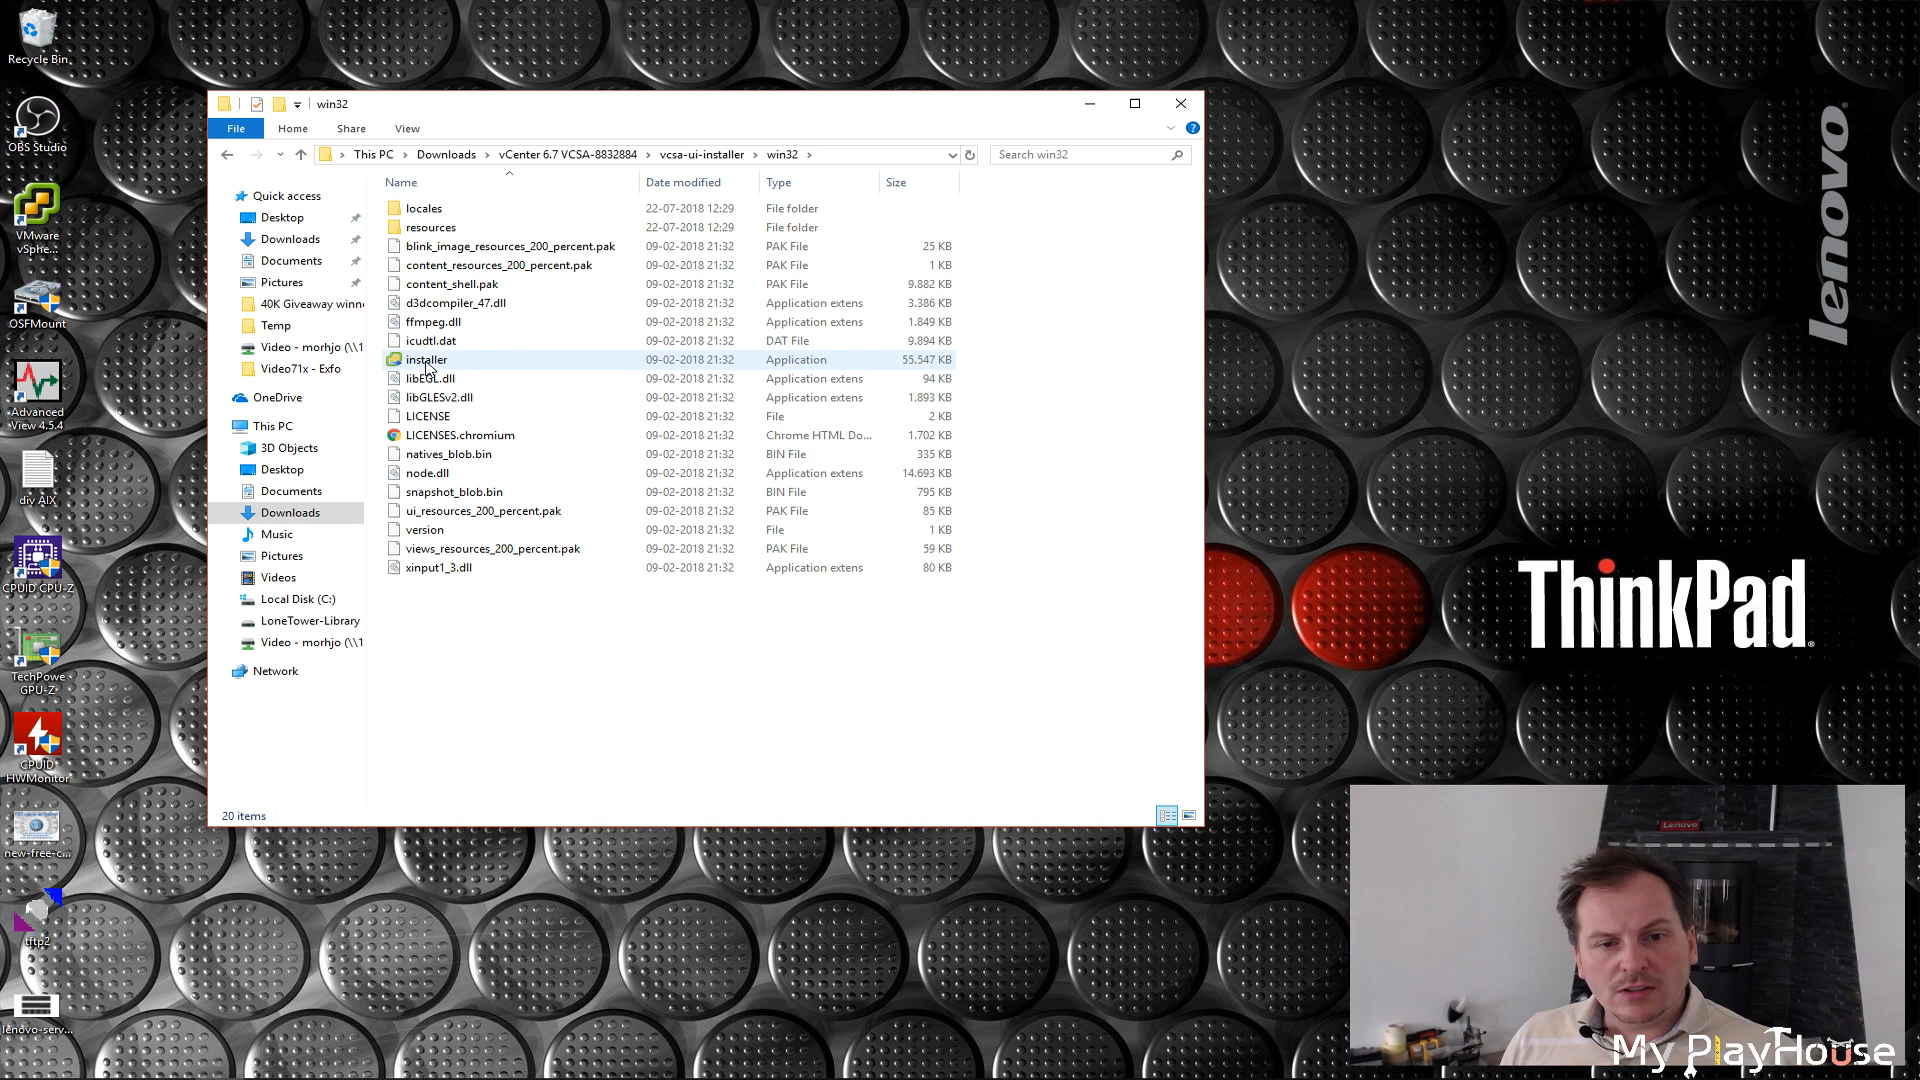 Recycle Bin
OBS Studio
VMware
vSphe...
OSFMount
Advanced
View 4.5.4
div AIX
CPUID CPU-Z
TechPowe
GPU-Z
CPUID
HWMonitor
new-free-c...
tftp2
lenovo-serv...
win32
File
Home
Share
View
This PC
Downloads
vCenter 6.7 VCSA-8832884
vcsa-ui-installer
win32
Search win32
Quick access
Desktop
Downloads
Documents
Pictures
40K Giveaway winn
Temp
Video - morhjo (\\1
Video71x - Exfo
OneDrive
This PC
3D Objects
Desktop
Documents
Downloads
Music
Pictures
Videos
Local Disk (C:)
LoneTower-Library
Video - morhjo (\\1
Network
Name Date modified Type Size
locales 22-07-2018 12:29 File folder
resources 22-07-2018 12:29 File folder
blink_image_resources_200_percent.pak 09-02-2018 21:32 PAK File 25 KB
content_resources_200_percent.pak 09-02-2018 21:32 PAK File 1 KB
content_shell.pak 09-02-2018 21:32 PAK File 9.882 KB
d3dcompiler_47.dll 09-02-2018 21:32 Application extens 3.386 KB
ffmpeg.dll 09-02-2018 21:32 Application extens 1.849 KB
icudtl.dat 09-02-2018 21:32 DAT File 9.894 KB
installer 09-02-2018 21:32 Application 55.547 KB
libEGL.dll 09-02-2018 21:32 Application extens 94 KB
libGLESv2.dll 09-02-2018 21:32 Application extens 1.893 KB
LICENSE 09-02-2018 21:32 File 2 KB
LICENSES.chromium 09-02-2018 21:32 Chrome HTML Do... 1.702 KB
natives_blob.bin 09-02-2018 21:32 BIN File 335 KB
node.dll 09-02-2018 21:32 Application extens 14.693 KB
snapshot_blob.bin 09-02-2018 21:32 BIN File 795 KB
ui_resources_200_percent.pak 09-02-2018 21:32 PAK File 85 KB
version 09-02-2018 21:32 File 1 KB
views_resources_200_percent.pak 09-02-2018 21:32 PAK File 59 KB
xinput1_3.dll 09-02-2018 21:32 Application extens 80 KB
20 items
lenovo
ThinkPad
Lenovo
My PlayHouse